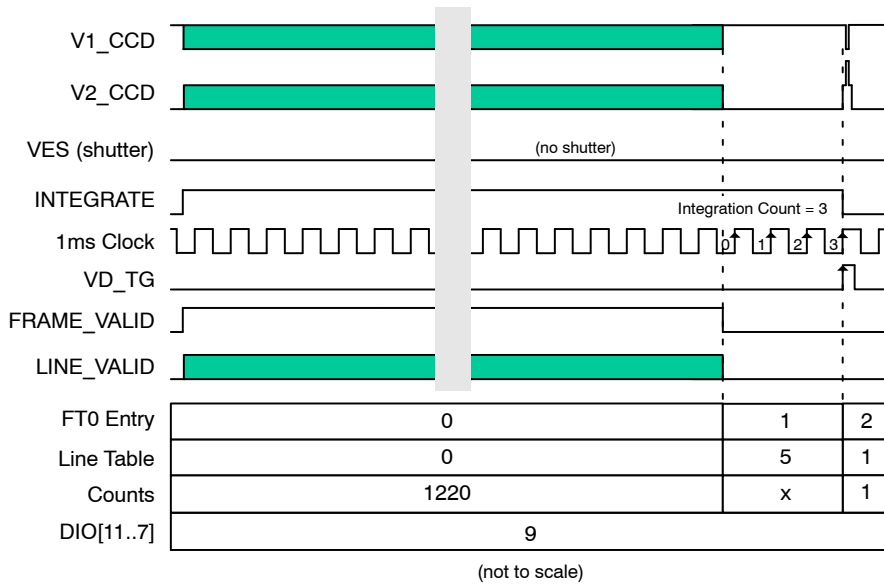 V1_CCD
V2_CCD
VES (shutter)
(no shutter)
INTEGRATE
Integration Count = 3
1ms Clock
0 1 2 3
VD_TG
FRAME_VALID
LINE_VALID
FT0 Entry 0 1 2
Line Table 0 5 1
Counts 1220 x 1
DIO[11..7] 9
(not to scale)